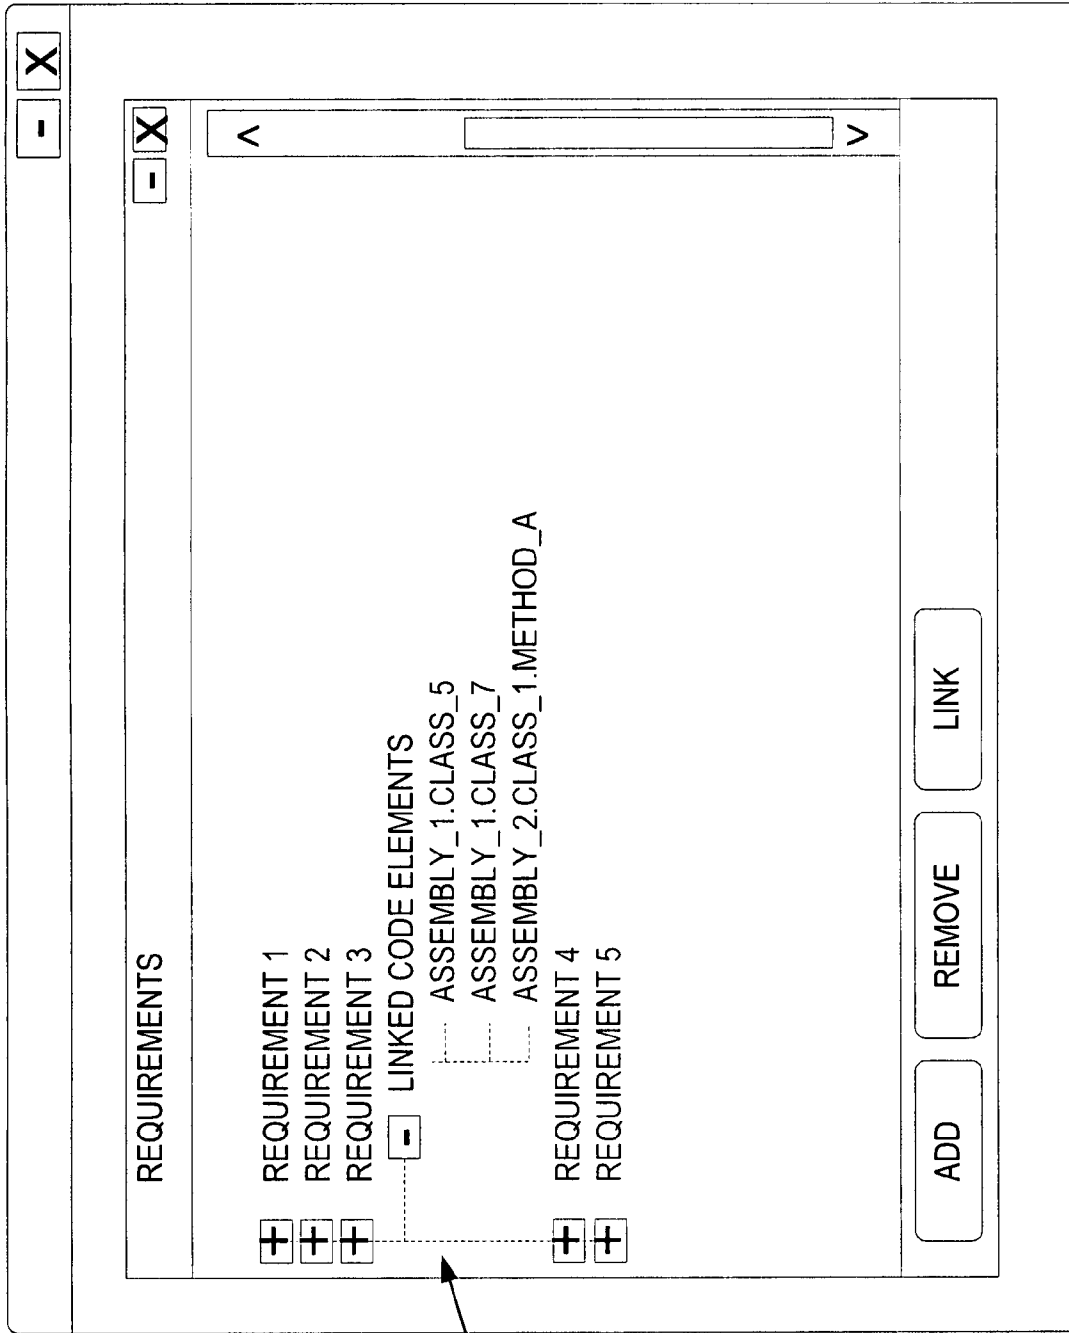 - X
REQUIREMENTS - X
+ REQUIREMENT 1
+ REQUIREMENT 2
+ REQUIREMENT 3
- LINKED CODE ELEMENTS
ASSEMBLY_1.CLASS_5
ASSEMBLY_1.CLASS_7
ASSEMBLY_2.CLASS_1.METHOD_A
+ REQUIREMENT 4
+ REQUIREMENT 5
ADD REMOVE LINK